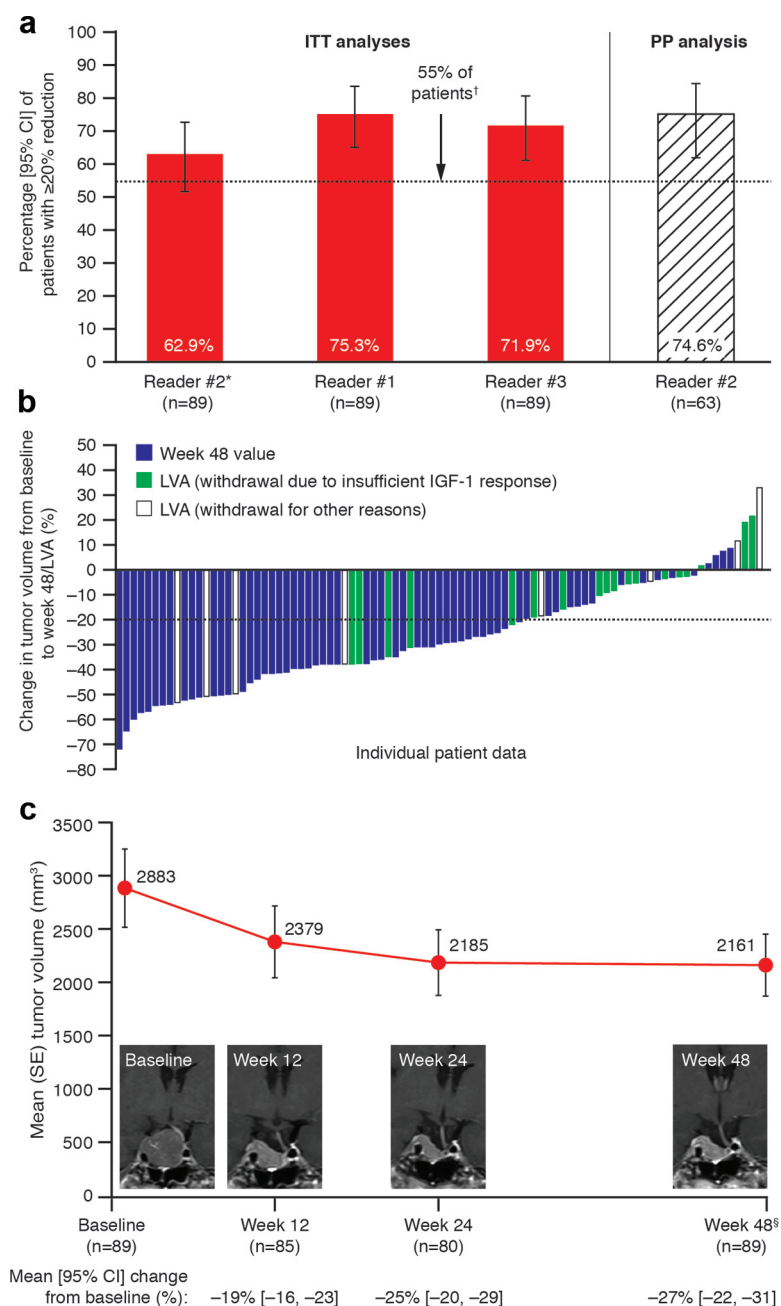 a
ITT analyses
PP analysis
55% of
patients†
Percentage [95% CI] of
patients with ≥20% reduction
100
90
80
70
60
50
40
30
20
10
0
62.9%
75.3%
71.9%
74.6%
Reader #2*
(n=89)
Reader #1
(n=89)
Reader #3
(n=89)
Reader #2
(n=63)
b
Change in tumor volume from baseline
to week 48/LVA (%)
50
40
30
20
10
0
–10
–20
–30
–40
–50
–60
–70
–80
Week 48 value
LVA (withdrawal due to insufficient IGF-1 response)
LVA (withdrawal for other reasons)
Individual patient data
c
Mean (SE) tumor volume (mm³)
3500
3000
2500
2000
1500
1000
500
0
2883
2379
2185
2161
Baseline
Week 12
Week 24
Week 48
Baseline
(n=89)
Week 12
(n=85)
Week 24
(n=80)
Week 48§
(n=89)
Mean [95% CI] change
from baseline (%): –19% [–16, –23] –25% [–20, –29] –27% [–22, –31]